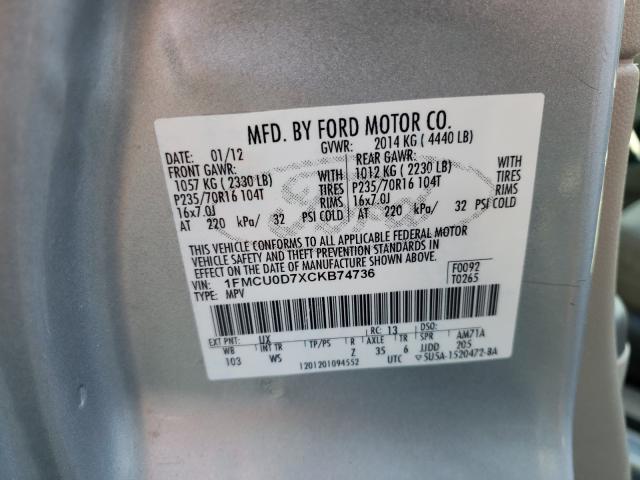 MFD. BY FORD MOTOR CO.
DATE: 01/12 GVWR: 2014 KG ( 4440 LB)
FRONT GAWR: REAR GAWR:
1057 KG ( 2330 LB) 1012 KG ( 2230 LB)
P235/70R16 104T TIRES P235/70R16 104T TIRES
16x7.0J RIMS 16x7.0J RIMS
AT 220 kPa/ 32 PSI COLD AT 220 kPa/ 32 PSI COLD
THIS VEHICLE CONFORMS TO ALL APPLICABLE FEDERAL MOTOR
VEHICLE SAFETY AND THEFT PREVENTION STANDARDS IN
EFFECT ON THE DATE OF MANUFACTURE SHOWN ABOVE.
VIN: 1FMCU0D7XCKB74736 F0092
TYPE: MPV T0265
EXT PNT: UX RC: 13 DSO:
WB INT TR TP/PS R AXLE TR SPR AM71A
103 WS Z 35 6 JJDD 205
1201201094552 UTC 5U5A-1520472-BA
Ford